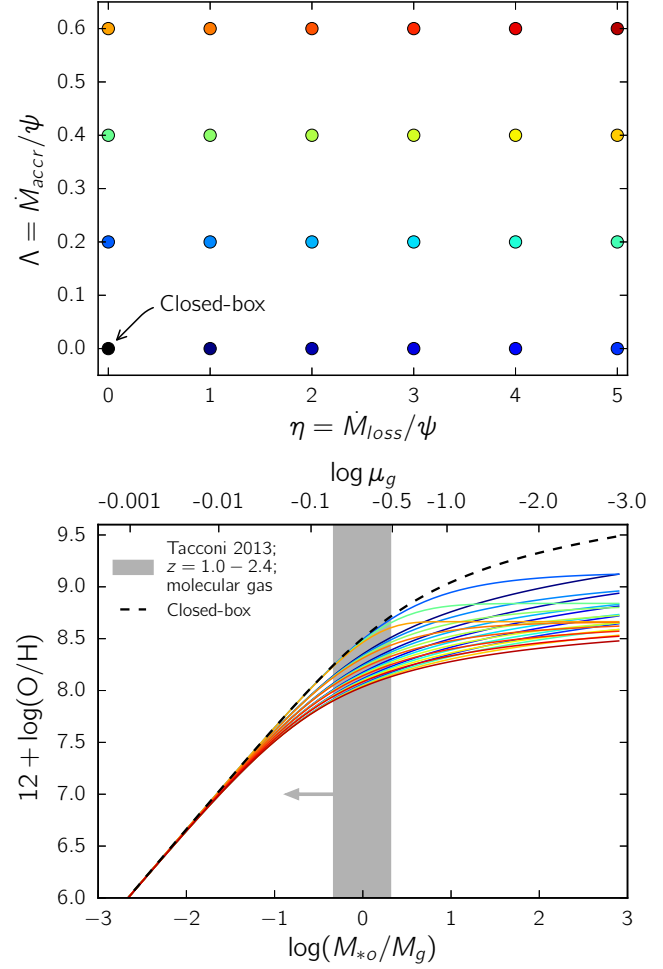 0.6
0.5
0.4
0.3
0.2
0.1
0.0
Λ = Ṁ_accr/ψ
Closed-box
0 1 2 3 4 5
η = Ṁ_loss/ψ
log μ_g
-0.001 -0.01 -0.1 -0.5 -1.0 -2.0 -3.0
9.5
9.0
8.5
8.0
7.5
7.0
6.5
6.0
12 + log(O/H)
Tacconi 2013;
z = 1.0 − 2.4;
molecular gas
Closed-box
−3 −2 −1 0 1 2 3
log(M_{*o}/M_g)